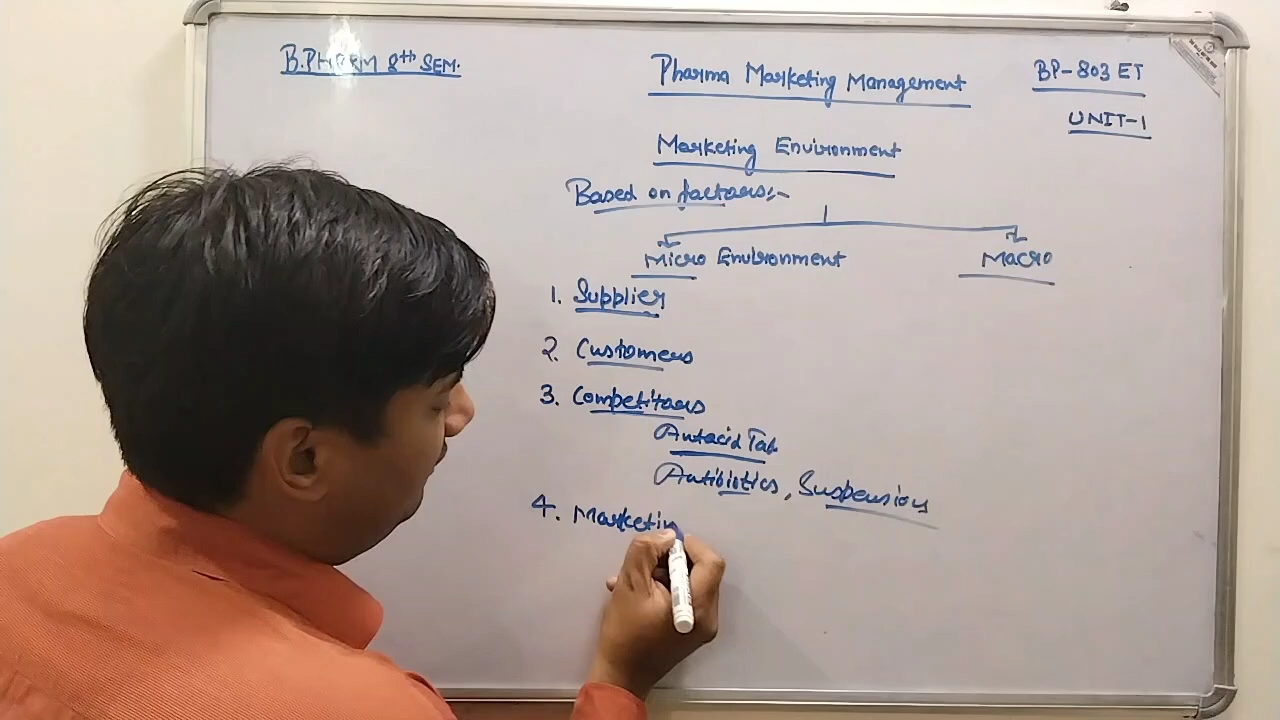 B.PHARM 8th SEM.
Pharma Marketing Management
BP-803 ET
UNIT-1
Marketing Environment
Based on factors:-
Micro Environment
Macro
1. Supplier
2. Customers
3. Competitors
Antacid Tab
Antibiotics, Suspension
4. Marketin